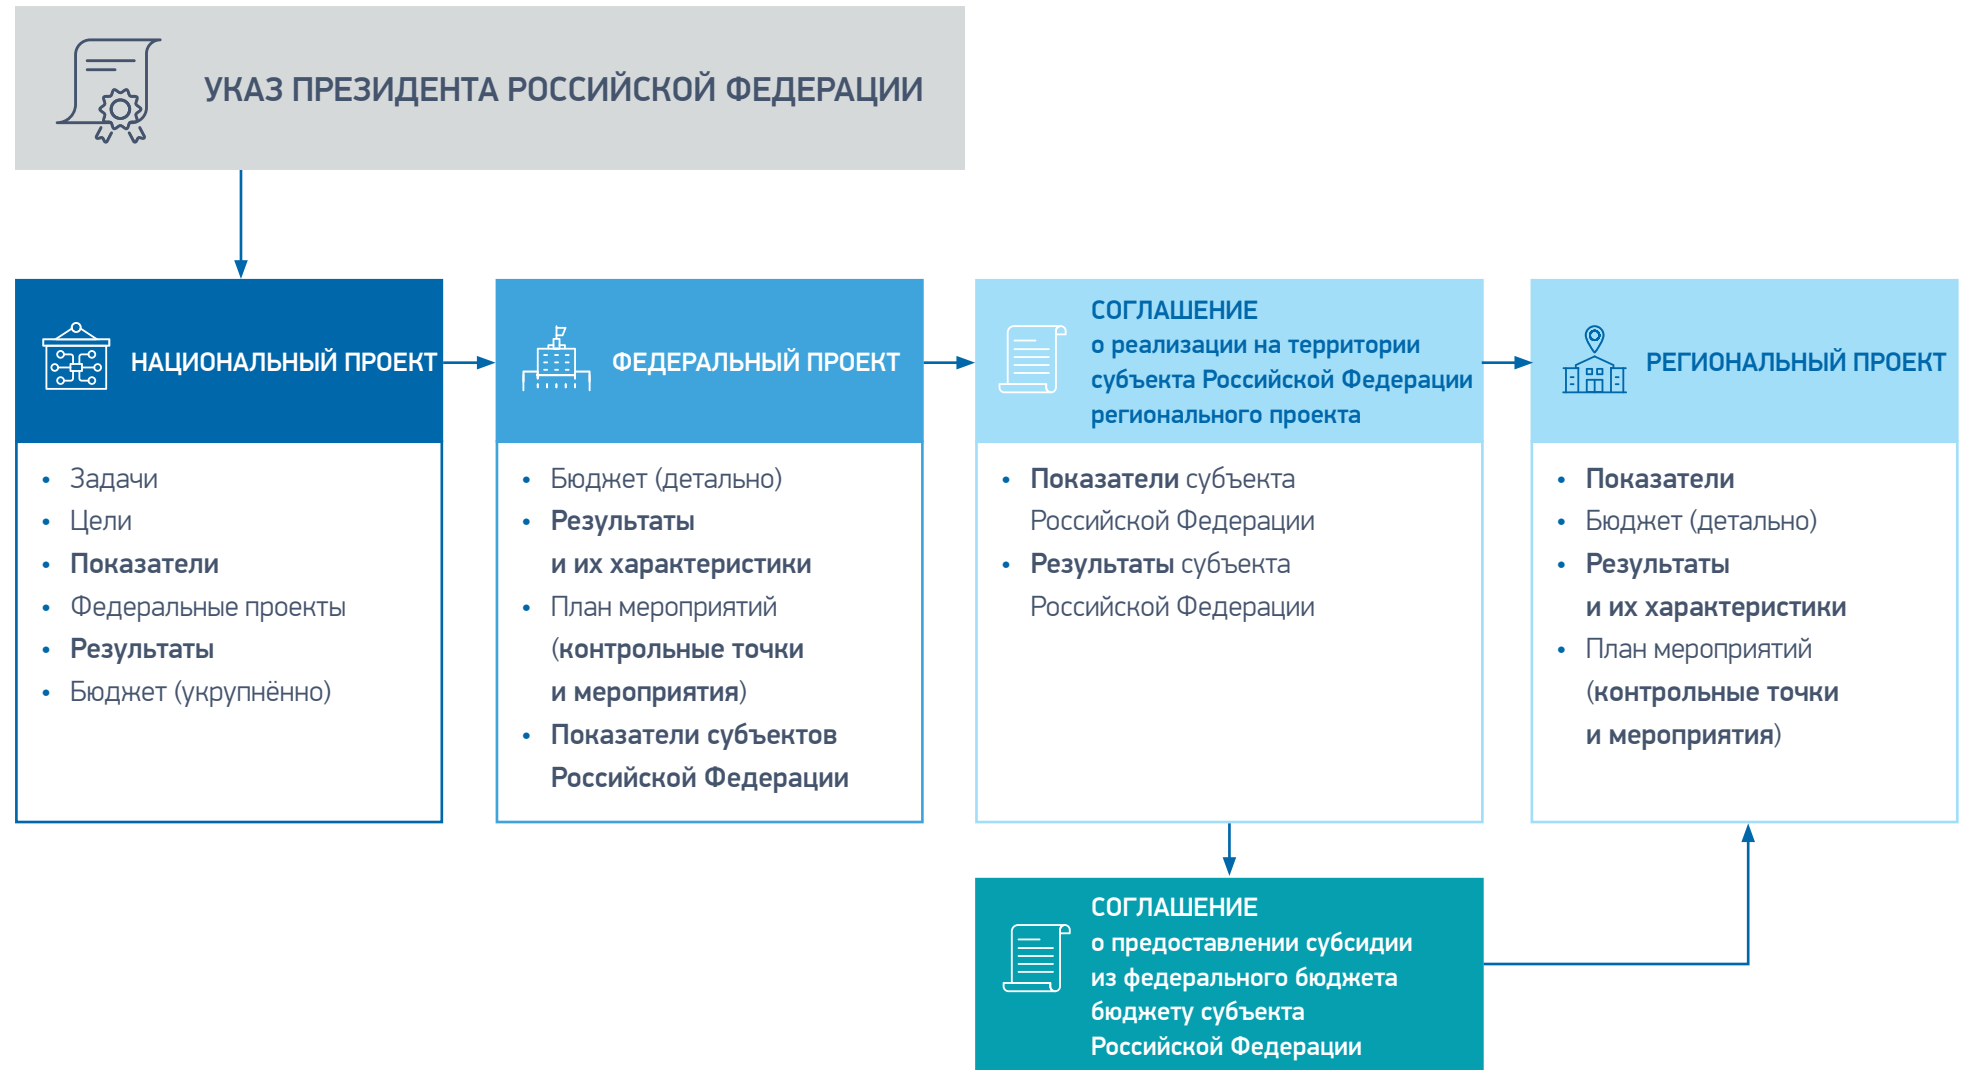 УКАЗ ПРЕЗИДЕНТА РОССИЙСКОЙ ФЕДЕРАЦИИ
НАЦИОНАЛЬНЫЙ ПРОЕКТ
• Задачи
• Цели
• Показатели
• Федеральные проекты
• Результаты
• Бюджет (укрупнённо)
ФЕДЕРАЛЬНЫЙ ПРОЕКТ
• Бюджет (детально)
• Результаты
и их характеристики
• План мероприятий
(контрольные точки
и мероприятия)
• Показатели субъектов
Российской Федерации
СОГЛАШЕНИЕ
о реализации на территории
субъекта Российской Федерации
регионального проекта
• Показатели субъекта
Российской Федерации
• Результаты субъекта
Российской Федерации
РЕГИОНАЛЬНЫЙ ПРОЕКТ
• Показатели
• Бюджет (детально)
• Результаты
и их характеристики
• План мероприятий
(контрольные точки
и мероприятия)
СОГЛАШЕНИЕ
о предоставлении субсидии
из федерального бюджета
бюджету субъекта
Российской Федерации